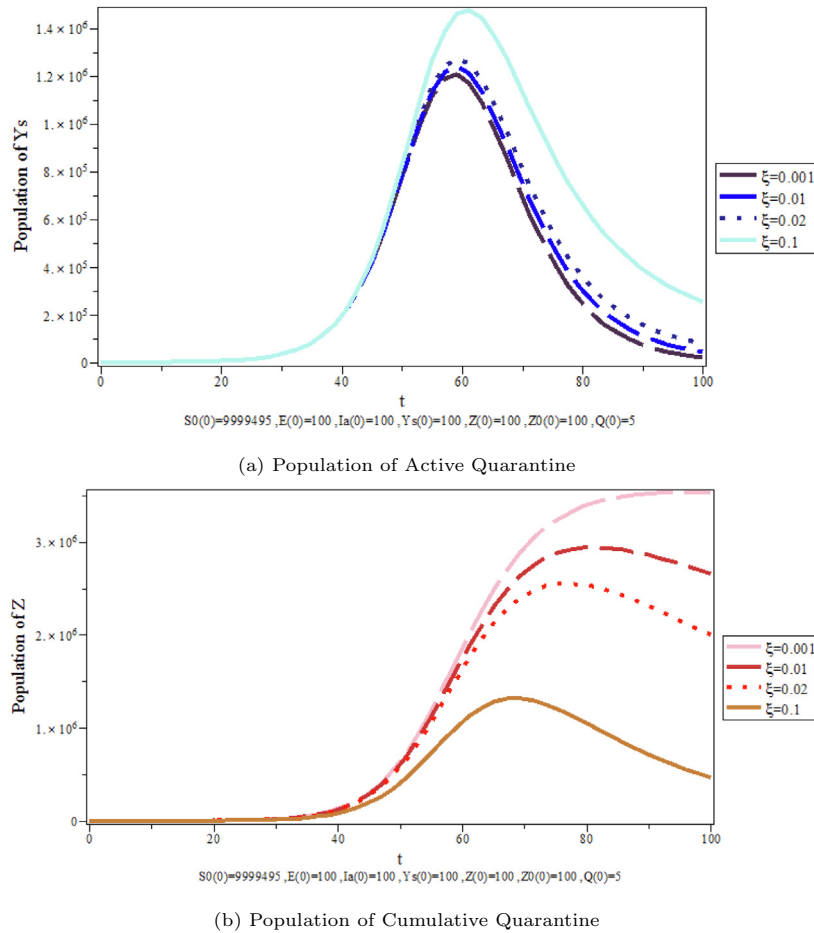 1.4 × 10⁶
1.2 × 10⁶
1. × 10⁶
8. × 10⁵
6. × 10⁵
4. × 10⁵
2. × 10⁵
0
Population of Ys
0 20 40 60 80 100
t
S0(0)=9999495 ,E(0)=100 ,Ia(0)=100 ,Ys(0)=100 ,Z(0)=100 ,Z0(0)=100 ,Q(0)=5
ξ=0.001
ξ=0.01
ξ=0.02
ξ=0.1
(a) Population of Active Quarantine
3. × 10⁶
2. × 10⁶
1. × 10⁶
0
Population of Z
0 20 40 60 80 100
t
S0(0)=9999495 ,E(0)=100 ,Ia(0)=100 ,Ys(0)=100 ,Z(0)=100 ,Z0(0)=100 ,Q(0)=5
ξ=0.001
ξ=0.01
ξ=0.02
ξ=0.1
(b) Population of Cumulative Quarantine